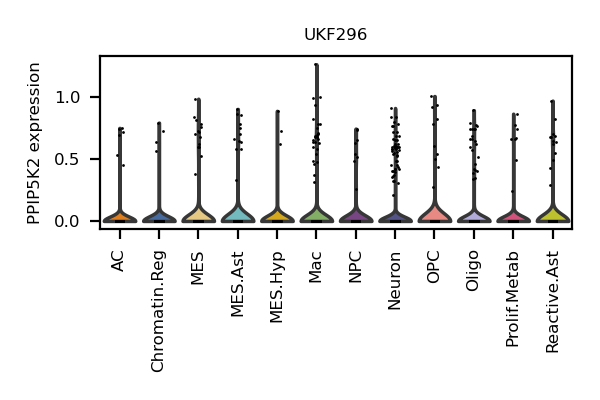 UKF296
PPIP5K2 expression
1.0
0.5
0.0
AC
Chromatin.Reg
MES
MES.Ast
MES.Hyp
Mac
NPC
Neuron
OPC
Oligo
Prolif.Metab
Reactive.Ast